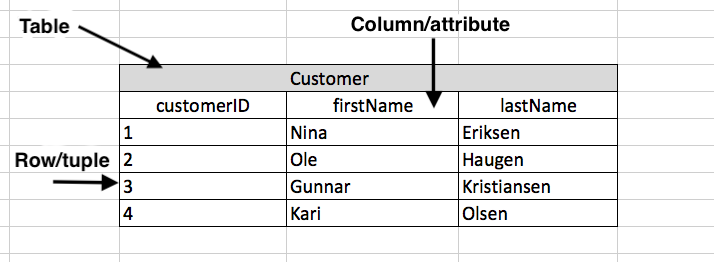 Table
Column/attribute
Customer
customerID firstName lastName
1 Nina Eriksen
Row/tuple 2 Ole Haugen
3 Gunnar Kristiansen
4 Kari Olsen